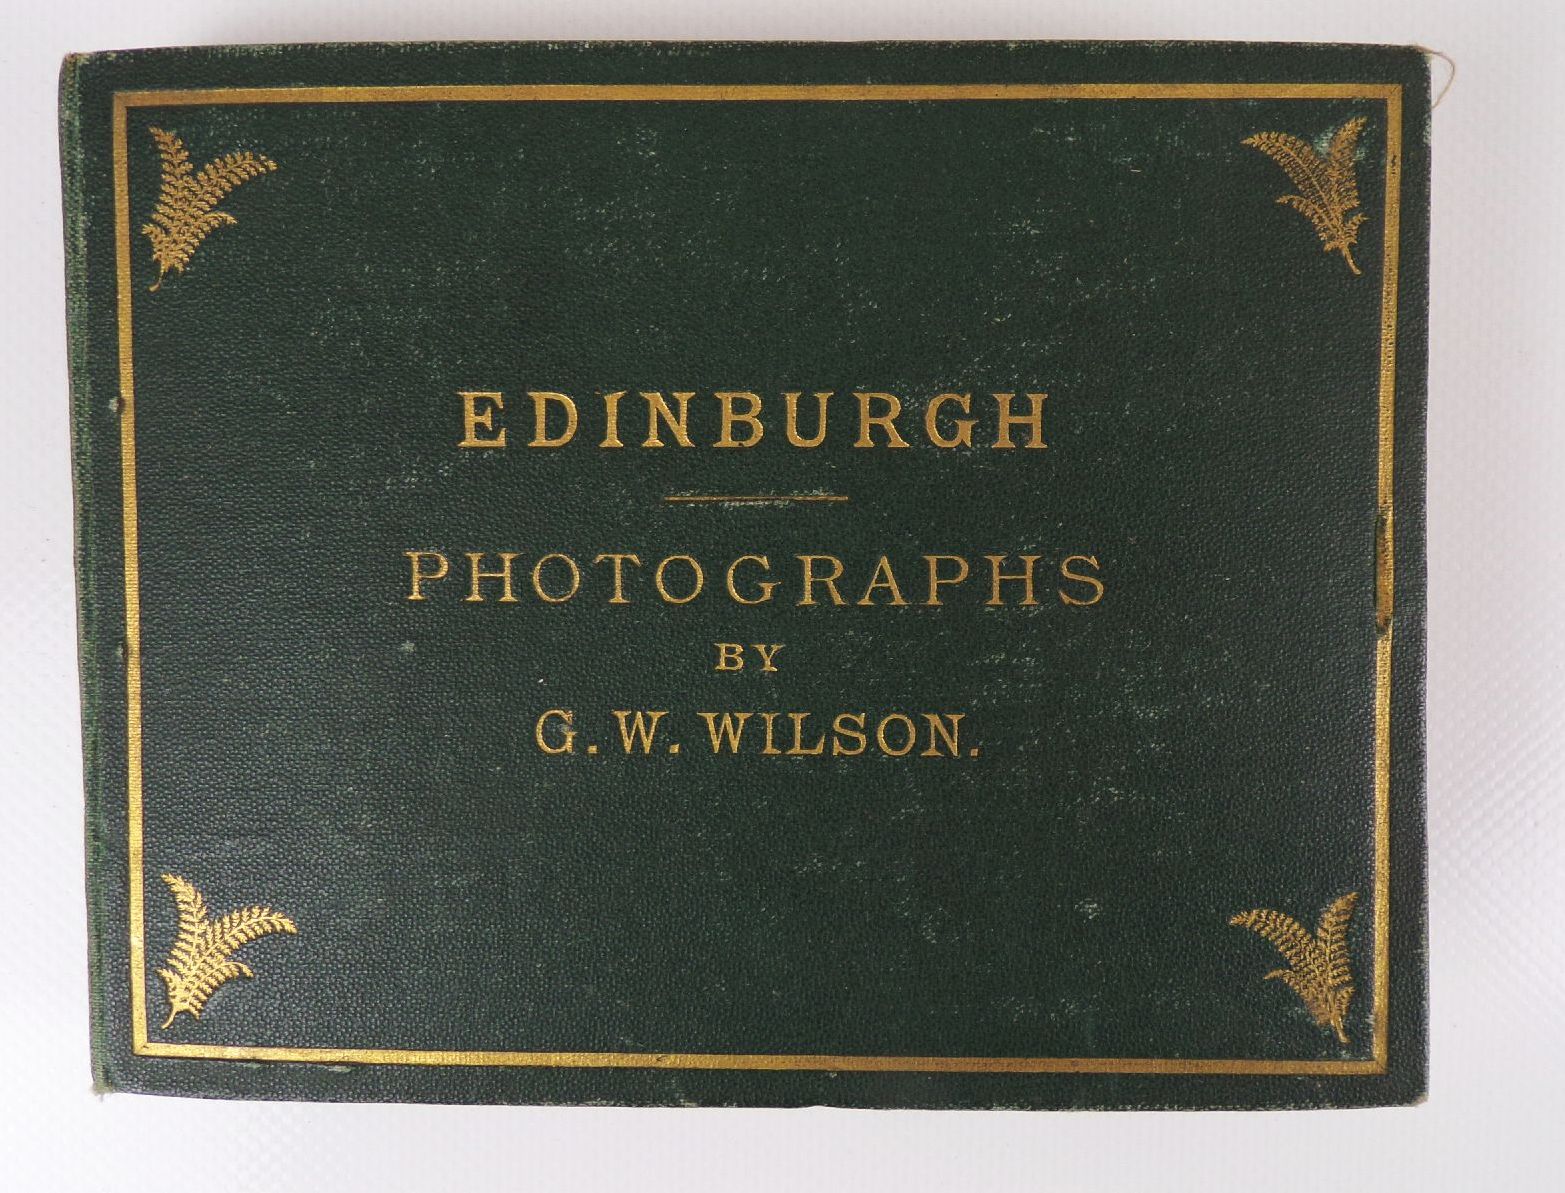 EDINBURGH
PHOTOGRAPHS
BY
G. W. WILSON.